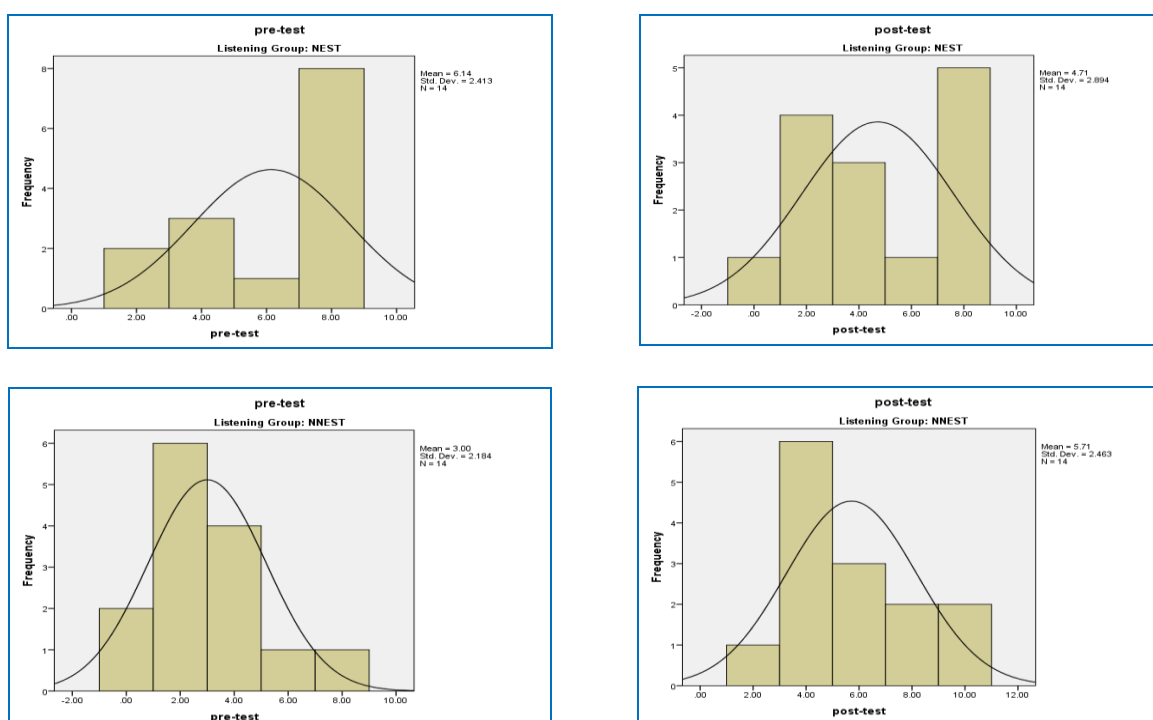 pre-test
Listening Group: NEST
Mean = 6.14
Std. Dev. = 2.413
N = 14
Frequency
8
6
4
2
0
.00 2.00 4.00 6.00 8.00 10.00
pre-test
post-test
Listening Group: NEST
Mean = 4.71
Std. Dev. = 2.894
N = 14
Frequency
5
4
3
2
1
0
-2.00 .00 2.00 4.00 6.00 8.00 10.00
post-test
pre-test
Listening Group: NNEST
Mean = 3.00
Std. Dev. = 2.184
N = 14
Frequency
6
5
4
3
2
1
0
-2.00 .00 2.00 4.00 6.00 8.00 10.00
pre-test
post-test
Listening Group: NNEST
Mean = 5.71
Std. Dev. = 2.463
N = 14
Frequency
6
5
4
3
2
1
0
.00 2.00 4.00 6.00 8.00 10.00 12.00
post-test